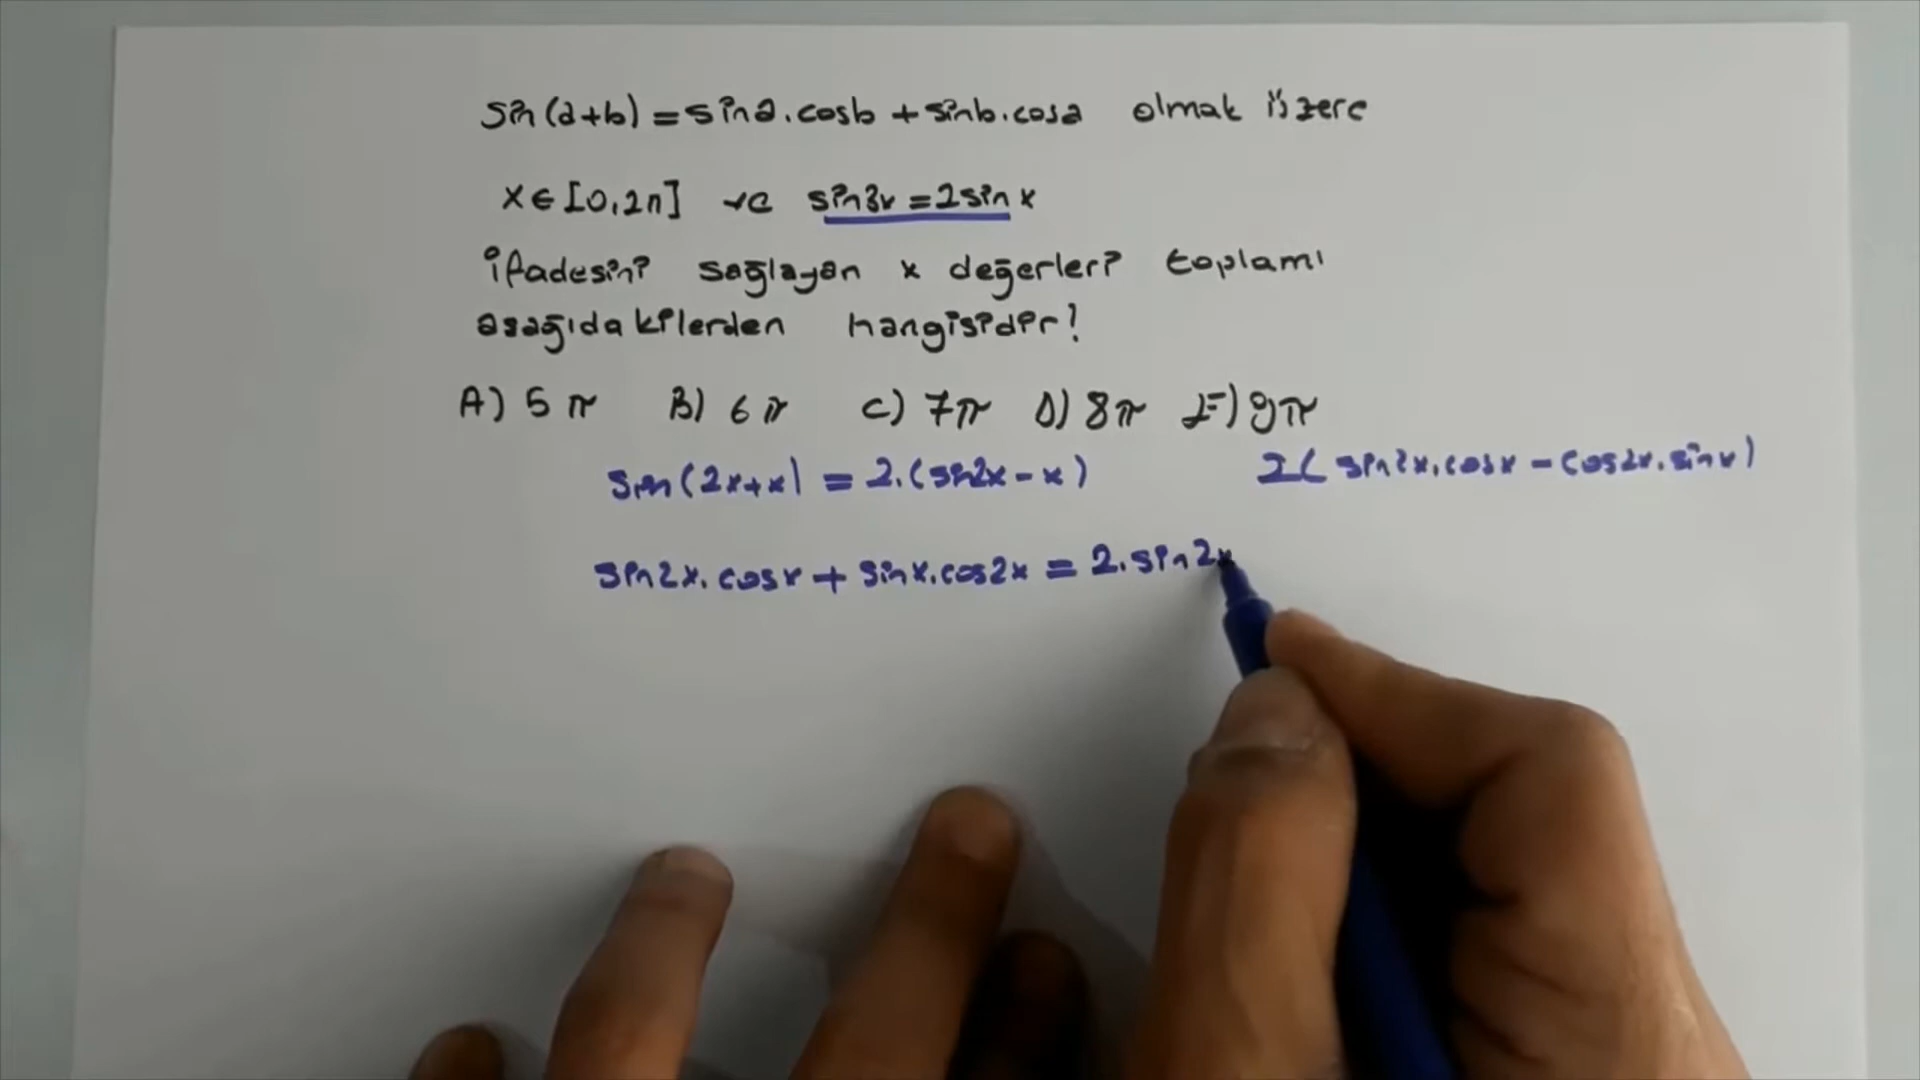 sin(a+b) = sina.cosb + sinb.cosa olmak üzere
x ∈ [0,2π] ve sin3x = 2sinx
ifadesini sağlayan x değerleri toplamı
aşağıdakilerden hangisidir?
A) 5π B) 6π C) 7π D) 8π E) 9π
sin(2x+x) = 2.(sin2x-x) 2(sin2x.cosx - cos2x.sinx)
sin2x.cosx + sinx.cos2x = 2.sin2x